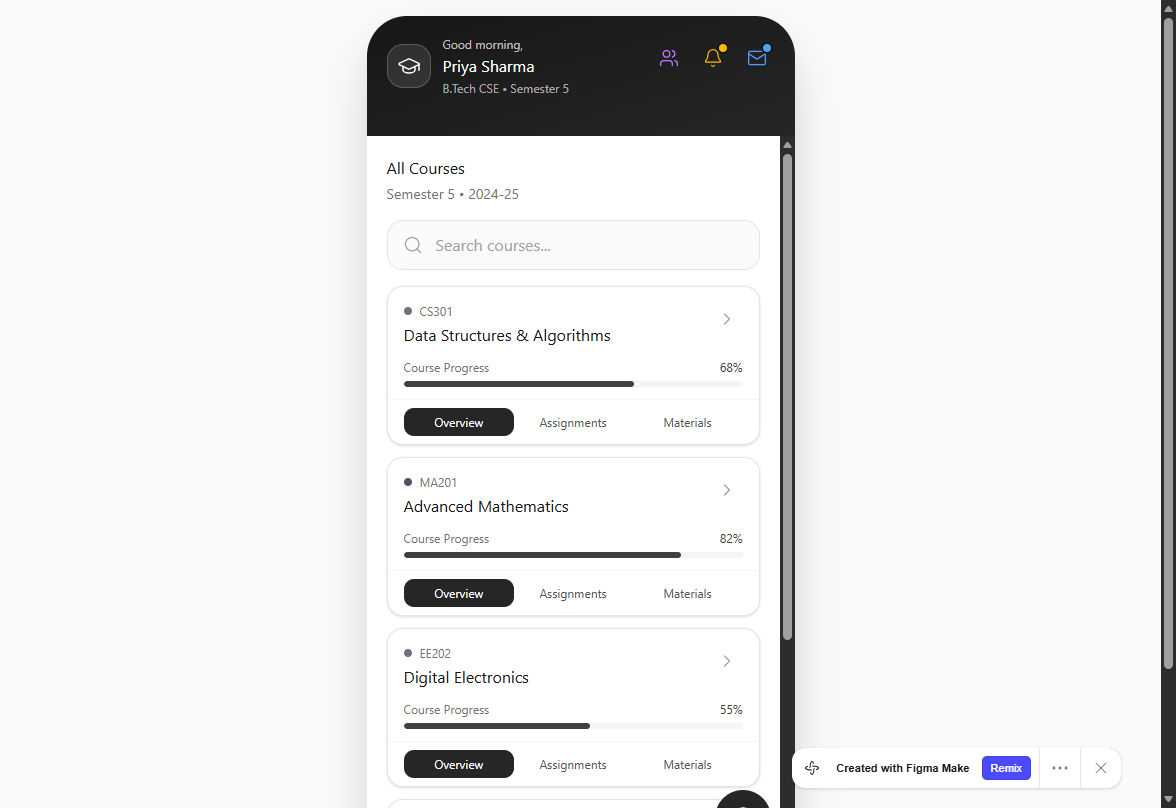 Good morning,
Priya Sharma
B.Tech CSE • Semester 5
All Courses
Semester 5 • 2024-25
Search courses...
CS301
Data Structures & Algorithms
Course Progress 68%
Overview Assignments Materials
MA201
Advanced Mathematics
Course Progress 82%
Overview Assignments Materials
EE202
Digital Electronics
Course Progress 55%
Overview Assignments Materials
Created with Figma Make Remix